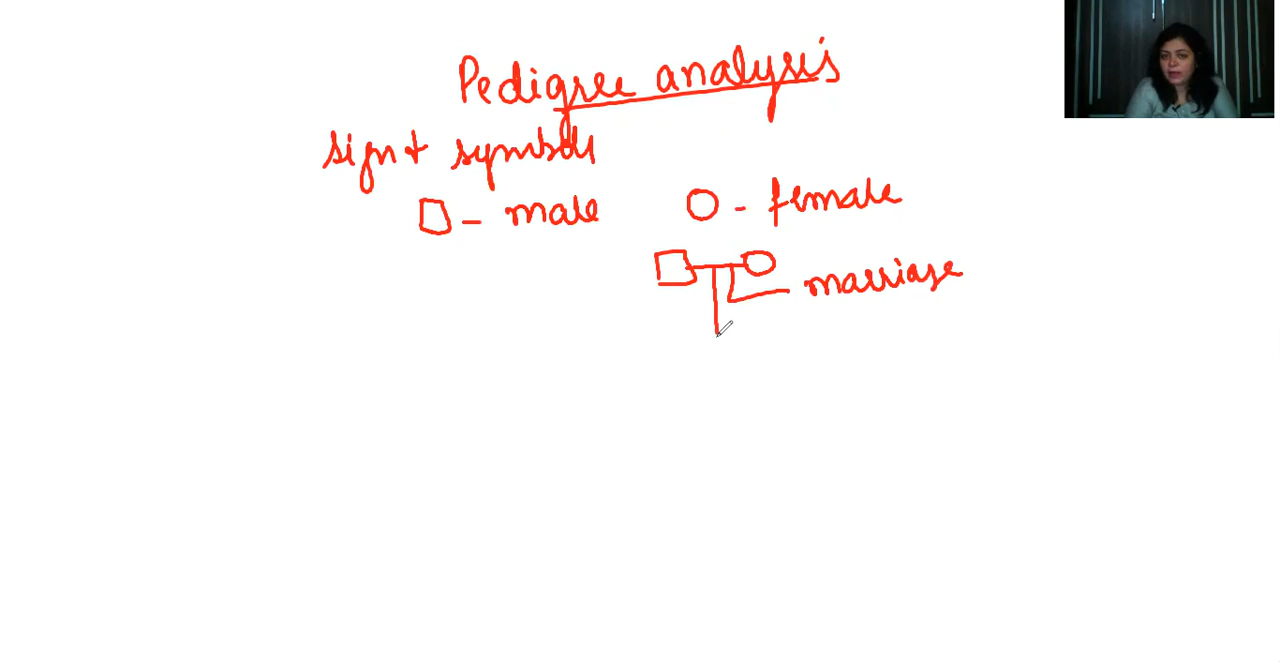 Pedigree analysis
sign + symbols
- male
- female
marriage